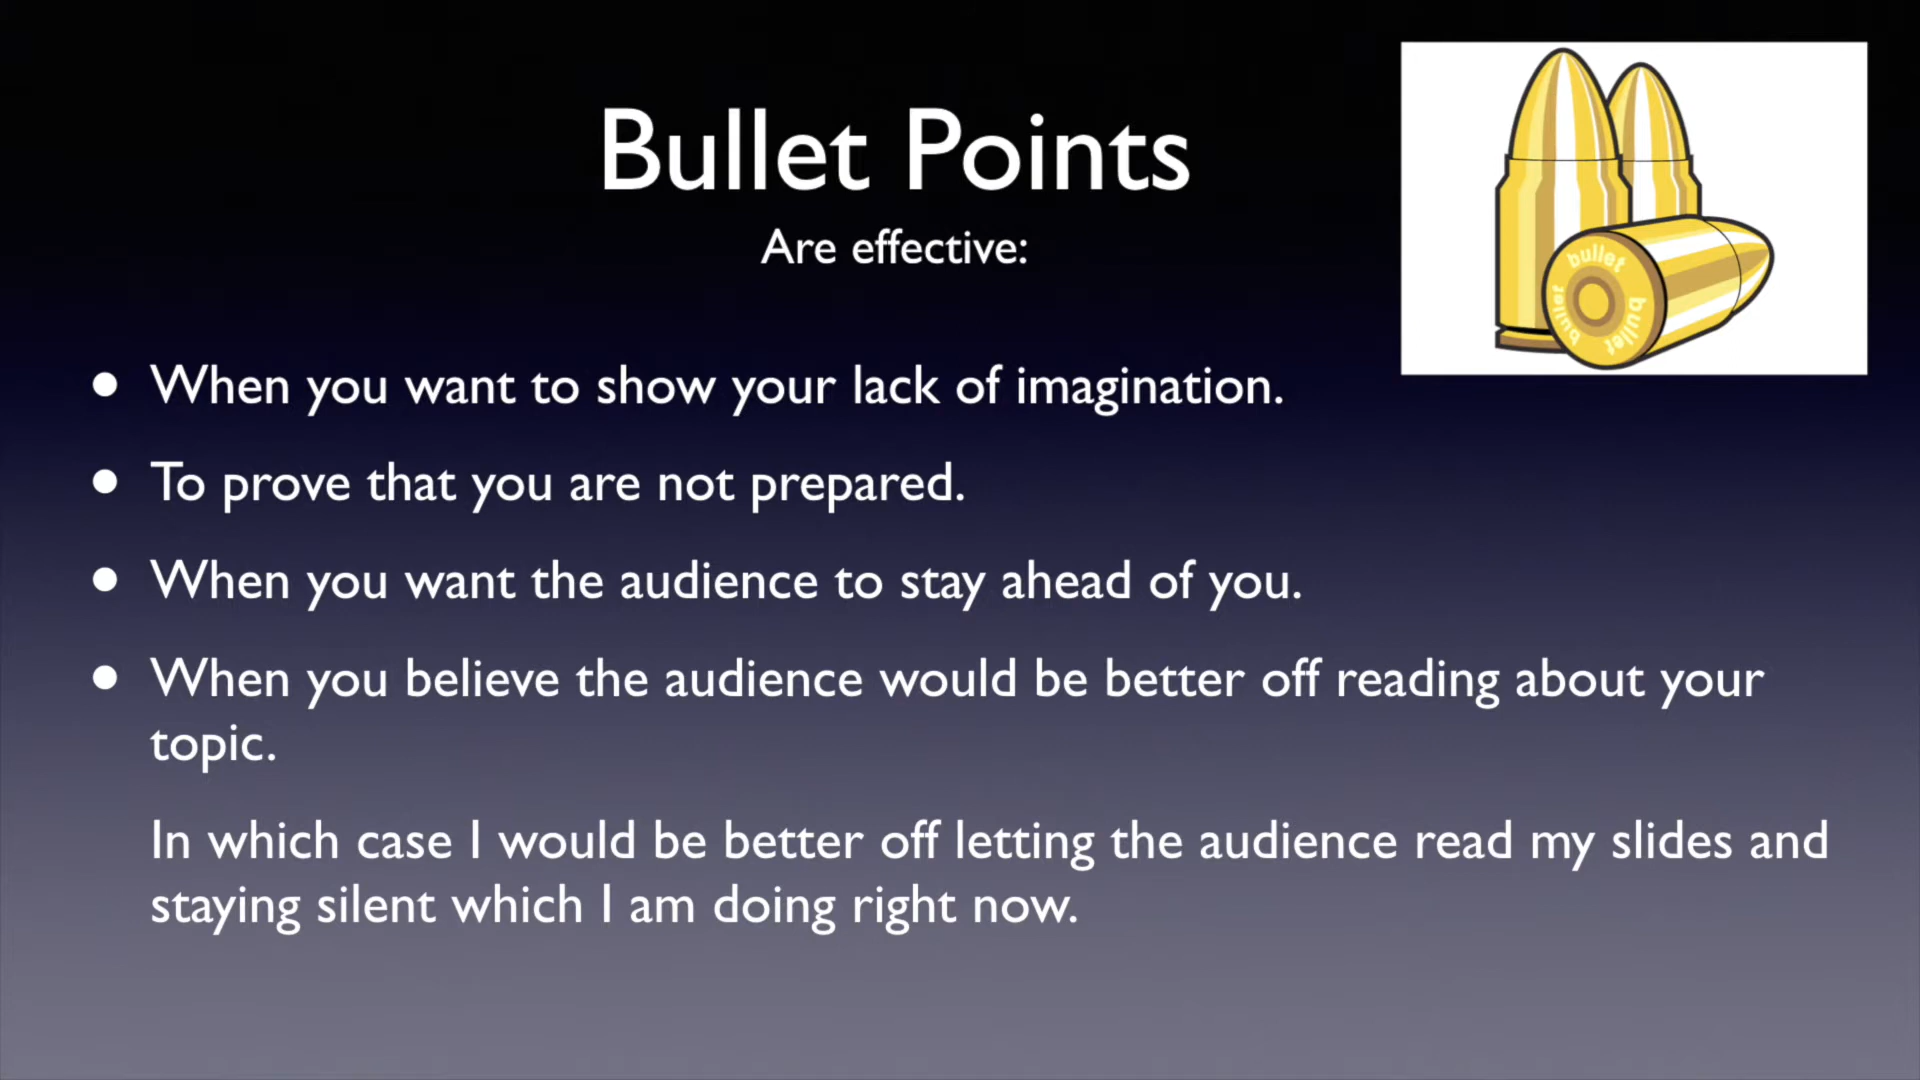 Bullet Points
Are effective:
bullet bullet bullet
• When you want to show your lack of imagination.
• To prove that you are not prepared.
• When you want the audience to stay ahead of you.
• When you believe the audience would be better off reading about your
topic.
In which case I would be better off letting the audience read my slides and
staying silent which I am doing right now.